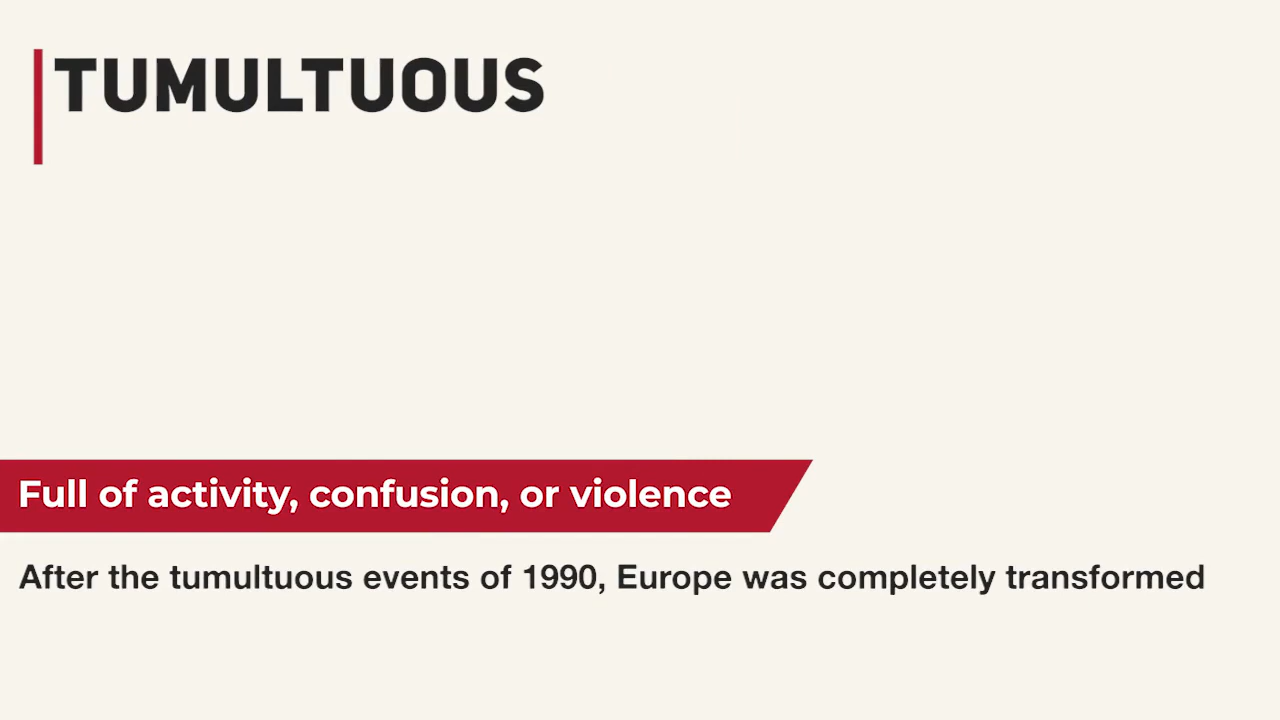 TUMULTUOUS
Full of activity, confusion, or violence
After the tumultuous events of 1990, Europe was completely transformed